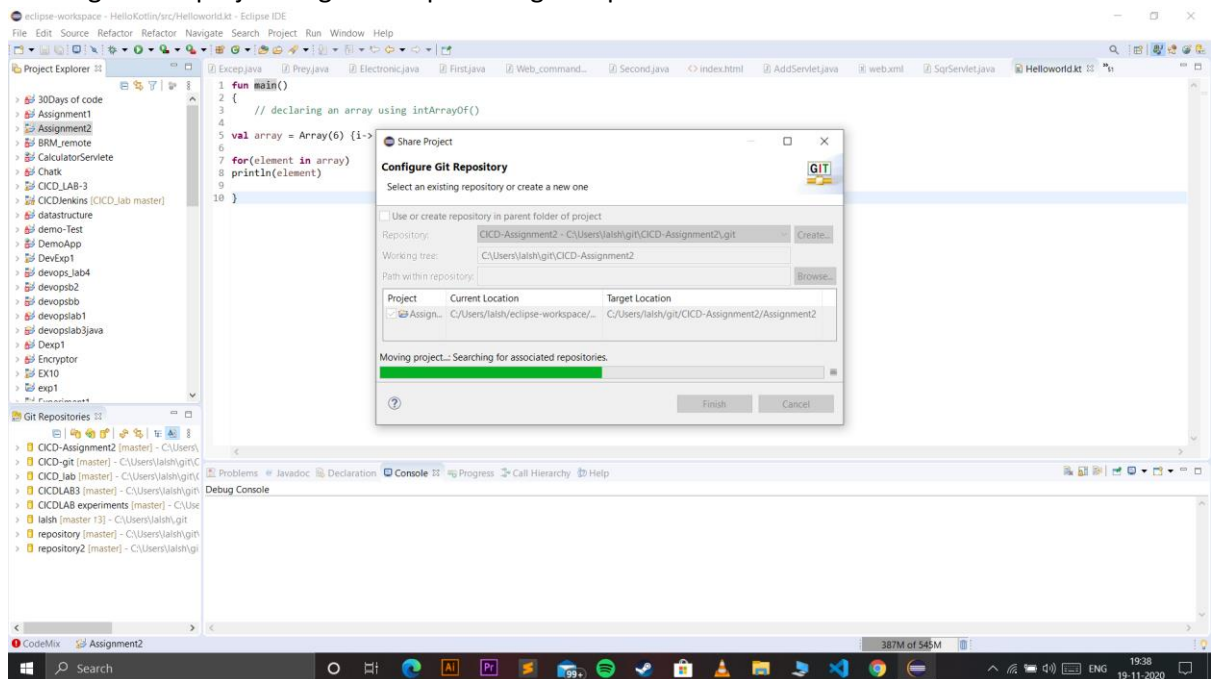 eclipse-workspace - HelloKotlin/src/Helloworld.kt - Eclipse IDE
File Edit Source Refactor Refactor Navigate Search Project Run Window Help
Project Explorer
30Days of code
Assignment1
Assignment2
BRM_remote
CalculatorServlete
Chatk
CICD_LAB-3
CICDJenkins [CICD_lab master]
datastructure
demo-Test
DemoApp
DevExp1
devops_lab4
devopsb2
devopsbb
devopslab1
devopslab3java
Dexp1
Encryptor
EX10
exp1
Excep.java Prey.java Electronic.java First.java Web_command... Second.java index.html AddServlet.java web.xml SqrServlet.java Helloworld.kt
1 fun main()
2 {
3 // declaring an array using intArrayOf()
4
5 val array = Array(6) {i->
6
7 for(element in array)
8 println(element)
9
10 }
Share Project
Configure Git Repository
GIT
Select an existing repository or create a new one
Use or create repository in parent folder of project
Repository: CICD-Assignment2 - C:\Users\lalsh\git\CICD-Assignment2\.git Create...
Working tree: C:\Users\lalsh\git\CICD-Assignment2
Path within repository: Browse...
Project Current Location Target Location
Assign... C:/Users/lalsh/eclipse-workspace/... C:/Users/lalsh/git/CICD-Assignment2/Assignment2
Moving project...: Searching for associated repositories.
Finish Cancel
Git Repositories
CICD-Assignment2 [master] - C:\Users\
CICD-git [master] - C:\Users\lalsh\git\C
CICD_lab [master] - C:\Users\lalsh\git\C
CICDLAB3 [master] - C:\Users\lalsh\git\
CICDLAB experiments [master] - C:\Use
lalsh [master ↑3] - C:\Users\lalsh\.git
repository [master] - C:\Users\lalsh\git\
repository2 [master] - C:\Users\lalsh\gi
Problems Javadoc Declaration Console Progress Call Hierarchy Help
Debug Console
CodeMix Assignment2
387M of 545M
Search
Ai Pr 99+
ENG
19:38
19-11-2020